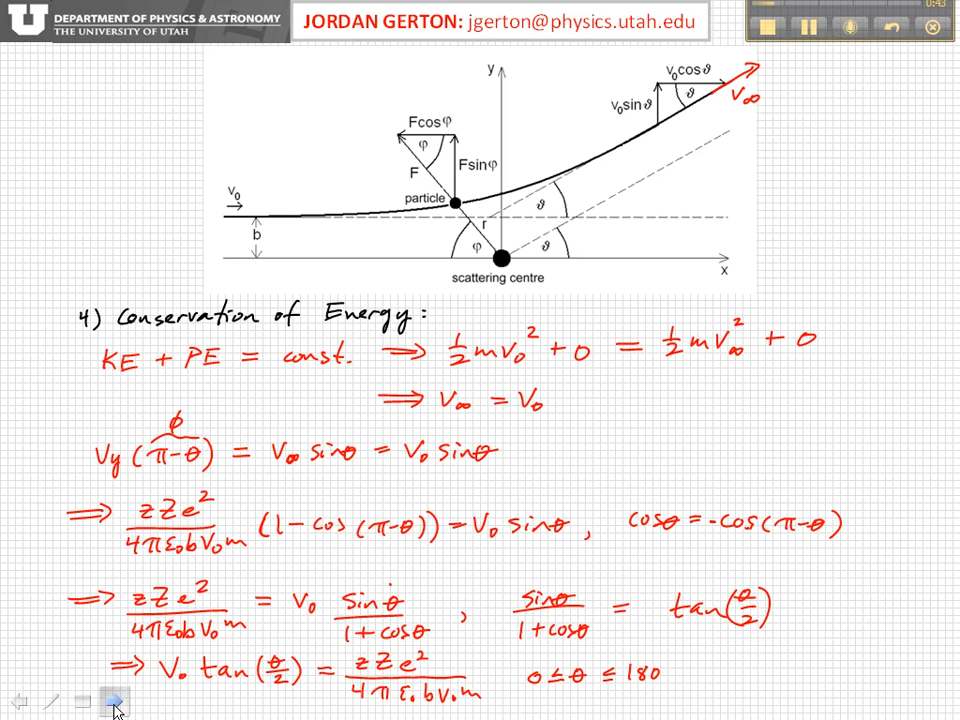 DEPARTMENT OF PHYSICS & ASTRONOMY
THE UNIVERSITY OF UTAH
JORDAN GERTON: jgerton@physics.utah.edu
0:43
y
v₀cosϑ
v₀sinϑ
ϑ
V∞
Fcosφ
φ
Fsinφ
F
v₀
particle
r
ϑ
b
φ
ϑ
x
scattering centre
4) Conservation of Energy:
KE + PE = const. ⟹ ½mv₀² + 0 = ½mv∞² + 0
⟹ V∞ = V₀
ϕ
Vy (π-θ) = V∞ sinθ = V₀ sinθ
⟹ zZe²/4πε₀bV₀m (1 - cos(π-θ)) = V₀ sinθ, cosθ = -cos(π-θ)
⟹ zZe²/4πε₀bV₀m = V₀ sinθ/1+cosθ, sinθ/1+cosθ = tan(θ/2)
⟹ V₀ tan(θ/2) = zZe²/4πε₀bV₀m 0 ≤ θ ≤ 180